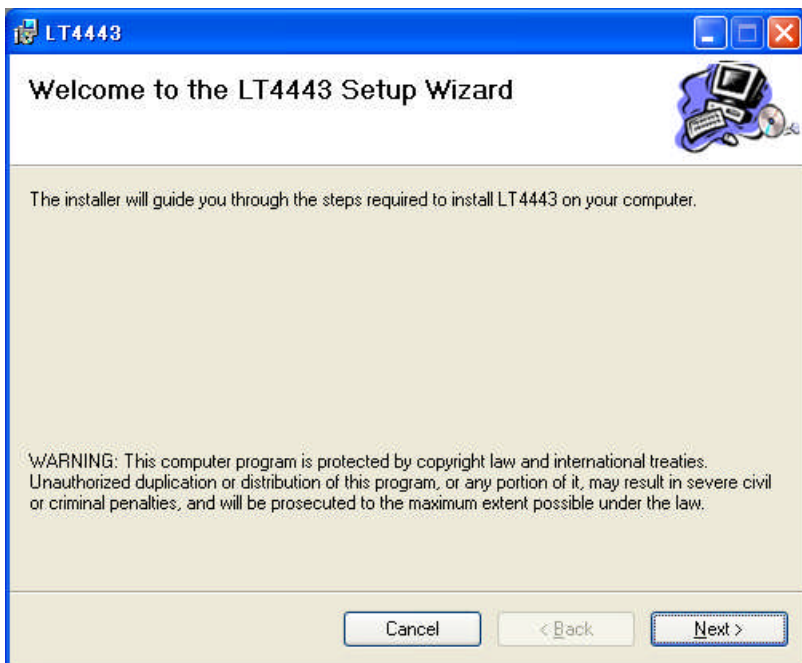 LT4443
Welcome to the LT4443 Setup Wizard
The installer will guide you through the steps required to install LT4443 on your computer.
WARNING: This computer program is protected by copyright law and international treaties.
Unauthorized duplication or distribution of this program, or any portion of it, may result in severe civil
or criminal penalties, and will be prosecuted to the maximum extent possible under the law.
Cancel
< Back
Next >